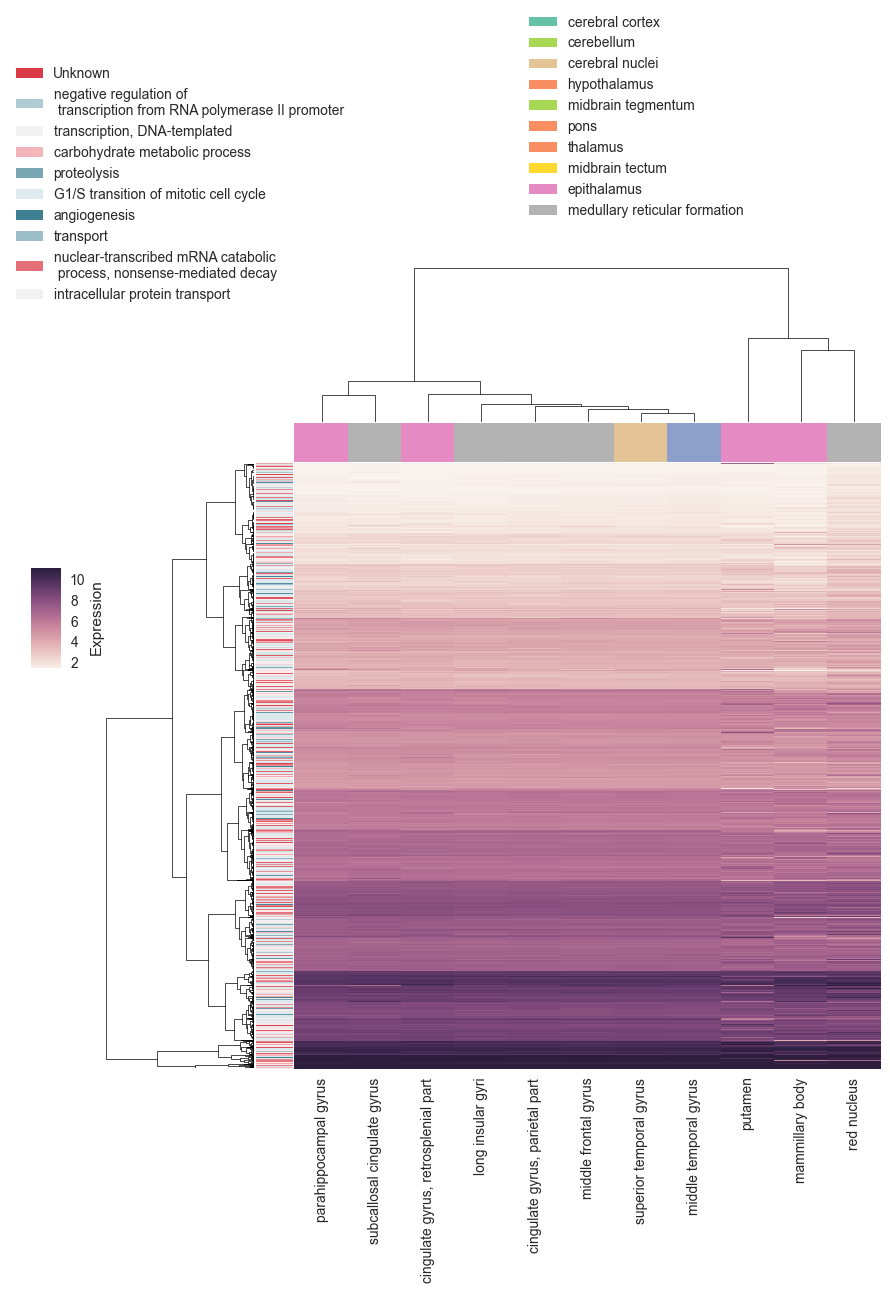 cerebral cortex
cerebellum
cerebral nuclei
hypothalamus
midbrain tegmentum
pons
thalamus
midbrain tectum
epithalamus
medullary reticular formation
Unknown
negative regulation of
transcription from RNA polymerase II promoter
transcription, DNA-templated
carbohydrate metabolic process
proteolysis
G1/S transition of mitotic cell cycle
angiogenesis
transport
nuclear-transcribed mRNA catabolic
process, nonsense-mediated decay
intracellular protein transport
10
8
6
4
2
Expression
parahippocampal gyrus
subcallosal cingulate gyrus
cingulate gyrus, retrosplenial part
long insular gyri
cingulate gyrus, parietal part
middle frontal gyrus
superior temporal gyrus
middle temporal gyrus
putamen
mammillary body
red nucleus